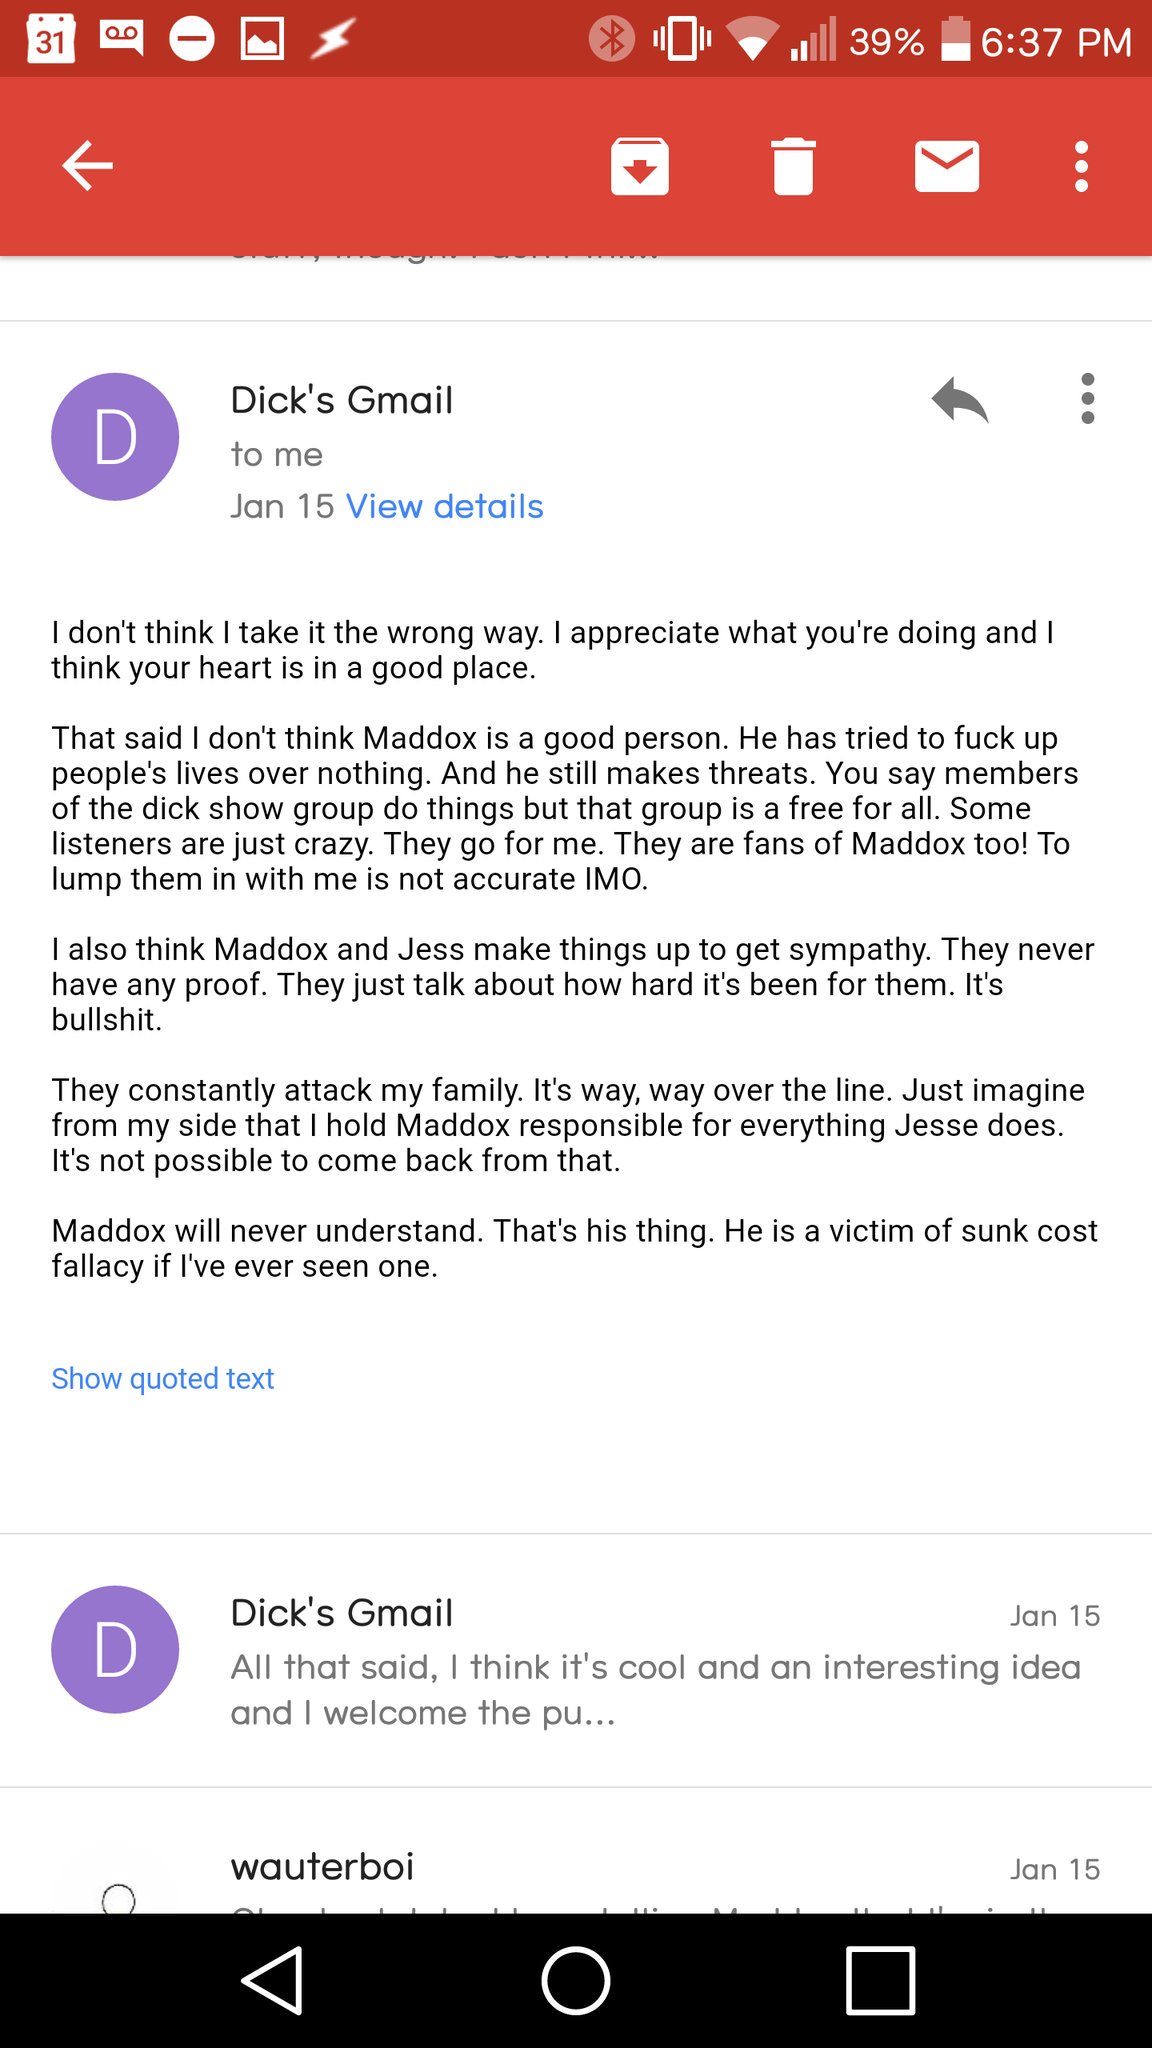 31
39%
6:37 PM
Dick's Gmail
D
to me
Jan 15 View details
I don't think I take it the wrong way. I appreciate what you're doing and I
think your heart is in a good place.
That said I don't think Maddox is a good person. He has tried to fuck up
people's lives over nothing. And he still makes threats. You say members
of the dick show group do things but that group is a free for all. Some
listeners are just crazy. They go for me. They are fans of Maddox too! To
lump them in with me is not accurate IMO.
I also think Maddox and Jess make things up to get sympathy. They never
have any proof. They just talk about how hard it's been for them. It's
bullshit.
They constantly attack my family. It's way, way over the line. Just imagine
from my side that I hold Maddox responsible for everything Jesse does.
It's not possible to come back from that.
Maddox will never understand. That's his thing. He is a victim of sunk cost
fallacy if I've ever seen one.
Show quoted text
D
Dick's Gmail
Jan 15
All that said, I think it's cool and an interesting idea
and I welcome the pu...
wauterboi
Jan 15